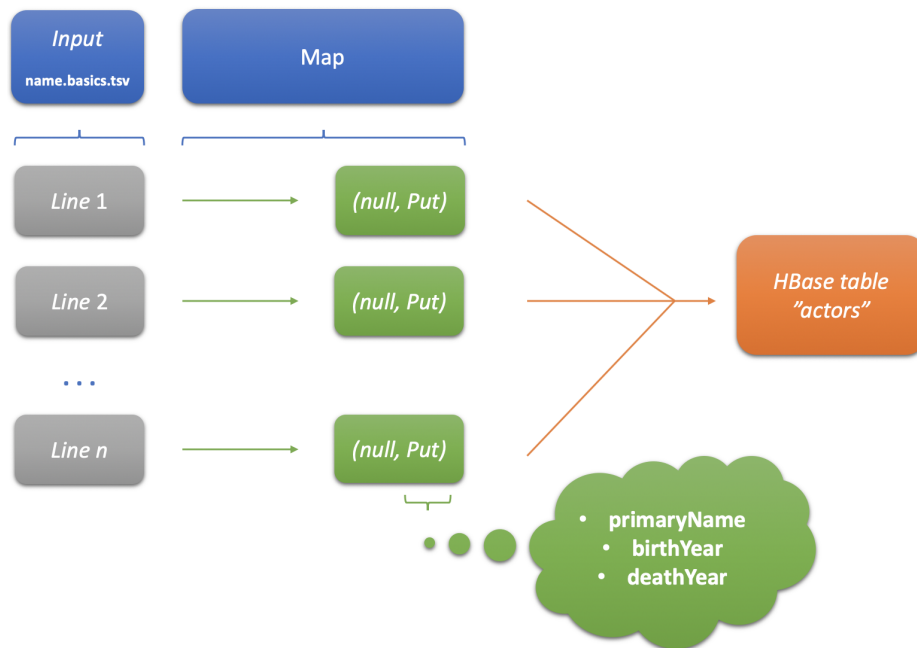 Input
name.basics.tsv
Map
Line 1
(null, Put)
Line 2
(null, Put)
HBase table
”actors”
...
Line n
(null, Put)
• primaryName
• birthYear
• deathYear